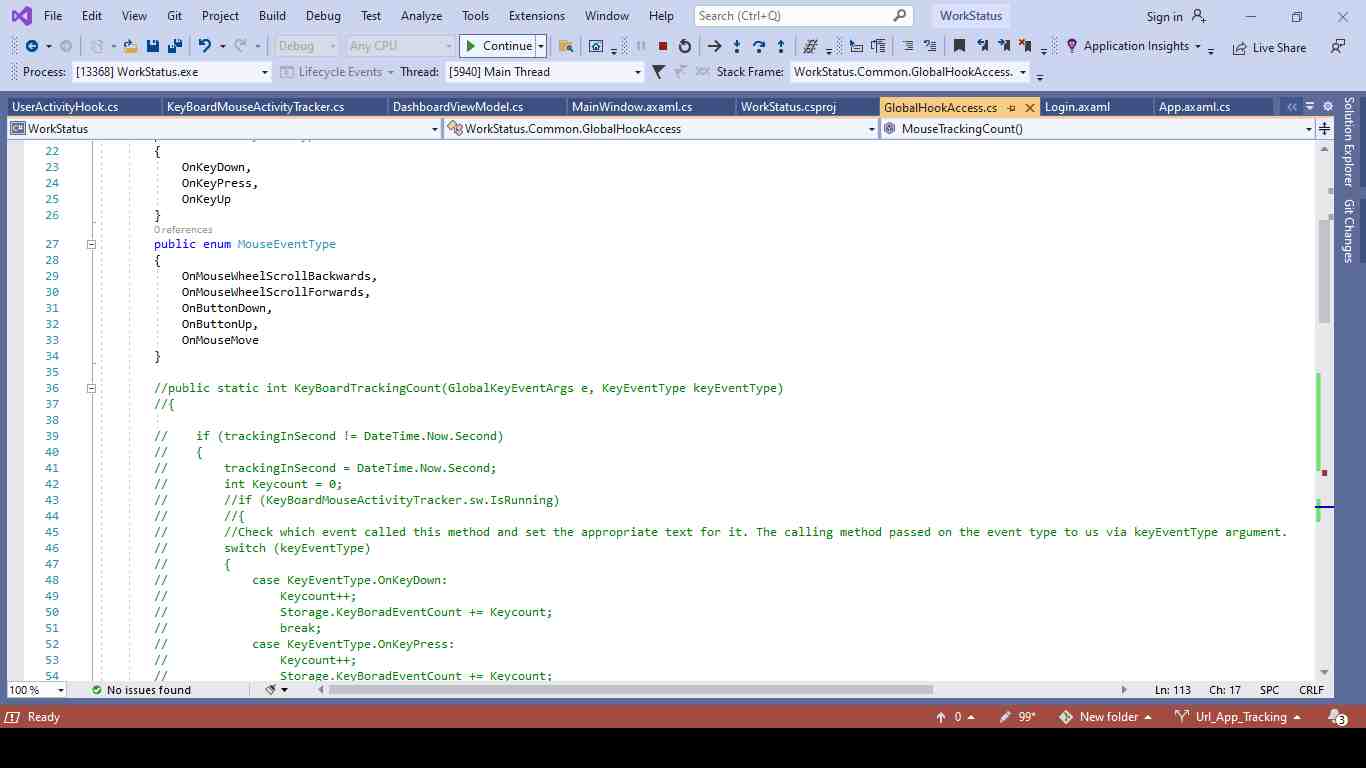 File Edit View Git Project Build Debug Test Analyze Tools Extensions Window Help Search (Ctrl+Q) WorkStatus Sign in
Debug Any CPU Continue Application Insights Live Share
Process: [13368] WorkStatus.exe Lifecycle Events Thread: [5940] Main Thread Stack Frame: WorkStatus.Common.GlobalHookAccess.
UserActivityHook.cs KeyBoardMouseActivityTracker.cs DashboardViewModel.cs MainWindow.axaml.cs WorkStatus.csproj GlobalHookAccess.cs Login.axaml App.axaml.cs
WorkStatus WorkStatus.Common.GlobalHookAccess MouseTrackingCount()
22 {
23 OnKeyDown,
24 OnKeyPress,
25 OnKeyUp
26 }
0 references
27 public enum MouseEventType
28 {
29 OnMouseWheelScrollBackwards,
30 OnMouseWheelScrollForwards,
31 OnButtonDown,
32 OnButtonUp,
33 OnMouseMove
34 }
35
36 //public static int KeyBoardTrackingCount(GlobalKeyEventArgs e, KeyEventType keyEventType)
37 //{
38
39 // if (trackingInSecond != DateTime.Now.Second)
40 // {
41 // trackingInSecond = DateTime.Now.Second;
42 // int Keycount = 0;
43 // //if (KeyBoardMouseActivityTracker.sw.IsRunning)
44 // //{
45 // //Check which event called this method and set the appropriate text for it. The calling method passed on the event type to us via keyEventType argument.
46 // switch (keyEventType)
47 // {
48 // case KeyEventType.OnKeyDown:
49 // Keycount++;
50 // Storage.KeyBoradEventCount += Keycount;
51 // break;
52 // case KeyEventType.OnKeyPress:
53 // Keycount++;
54 // Storage.KeyBoradEventCount += Keycount;
100 % No issues found Ln: 113 Ch: 17 SPC CRLF
Ready 0 99* New folder Url_App_Tracking 3
Solution Explorer
Git Changes